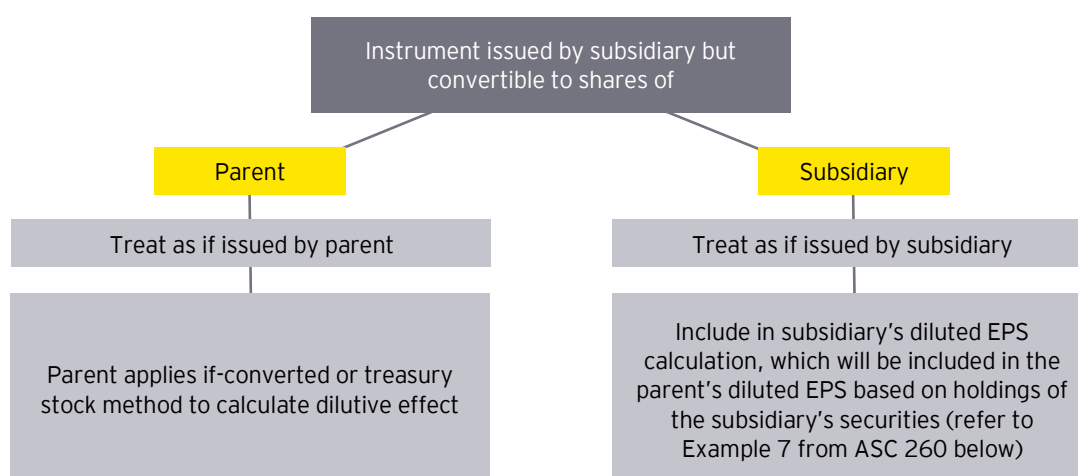 Instrument issued by subsidiary but
convertible to shares of
Parent
Subsidiary
Treat as if issued by parent
Treat as if issued by subsidiary
Parent applies if-converted or treasury
stock method to calculate dilutive effect
Include in subsidiary's diluted EPS
calculation, which will be included in the
parent's diluted EPS based on holdings of
the subsidiary's securities (refer to
Example 7 from ASC 260 below)